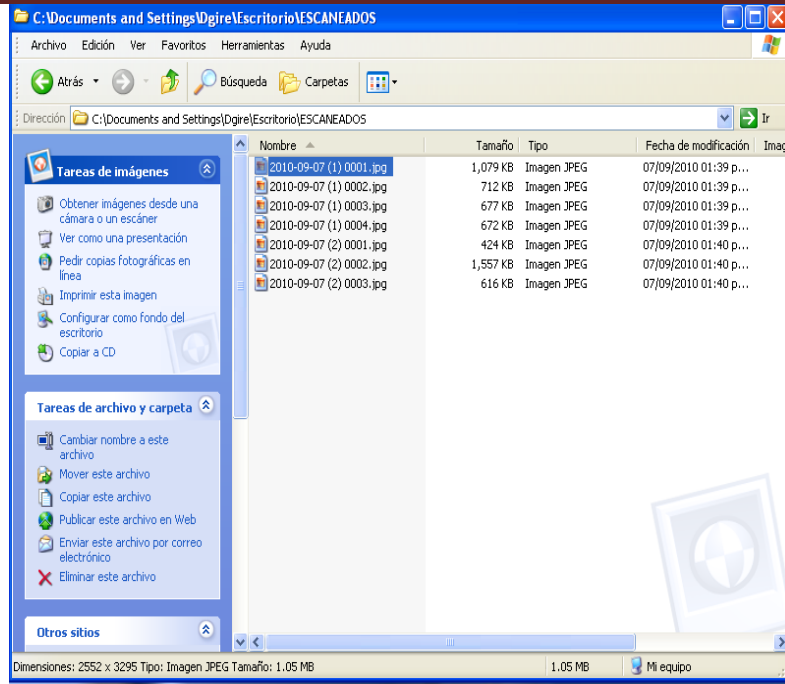 C:\Documents and Settings\Dgire\Escritorio\ESCANEADOS
Archivo Edición Ver Favoritos Herramientas Ayuda
Atrás Búsqueda Carpetas
Dirección C:\Documents and Settings\Dgire\Escritorio\ESCANEADOS Ir
Tareas de imágenes
Obtener imágenes desde una
cámara o un escáner
Ver como una presentación
Pedir copias fotográficas en
línea
Imprimir esta imagen
Configurar como fondo del
escritorio
Copiar a CD
Tareas de archivo y carpeta
Cambiar nombre a este
archivo
Mover este archivo
Copiar este archivo
Publicar este archivo en Web
Enviar este archivo por correo
electrónico
Eliminar este archivo
Otros sitios
Nombre Tamaño Tipo Fecha de modificación Imag
2010-09-07 (1) 0001.jpg 1,079 KB Imagen JPEG 07/09/2010 01:39 p...
2010-09-07 (1) 0002.jpg 712 KB Imagen JPEG 07/09/2010 01:39 p...
2010-09-07 (1) 0003.jpg 677 KB Imagen JPEG 07/09/2010 01:39 p...
2010-09-07 (1) 0004.jpg 672 KB Imagen JPEG 07/09/2010 01:39 p...
2010-09-07 (2) 0001.jpg 424 KB Imagen JPEG 07/09/2010 01:40 p...
2010-09-07 (2) 0002.jpg 1,557 KB Imagen JPEG 07/09/2010 01:40 p...
2010-09-07 (2) 0003.jpg 616 KB Imagen JPEG 07/09/2010 01:40 p...
Dimensiones: 2552 x 3295 Tipo: Imagen JPEG Tamaño: 1.05 MB 1.05 MB Mi equipo